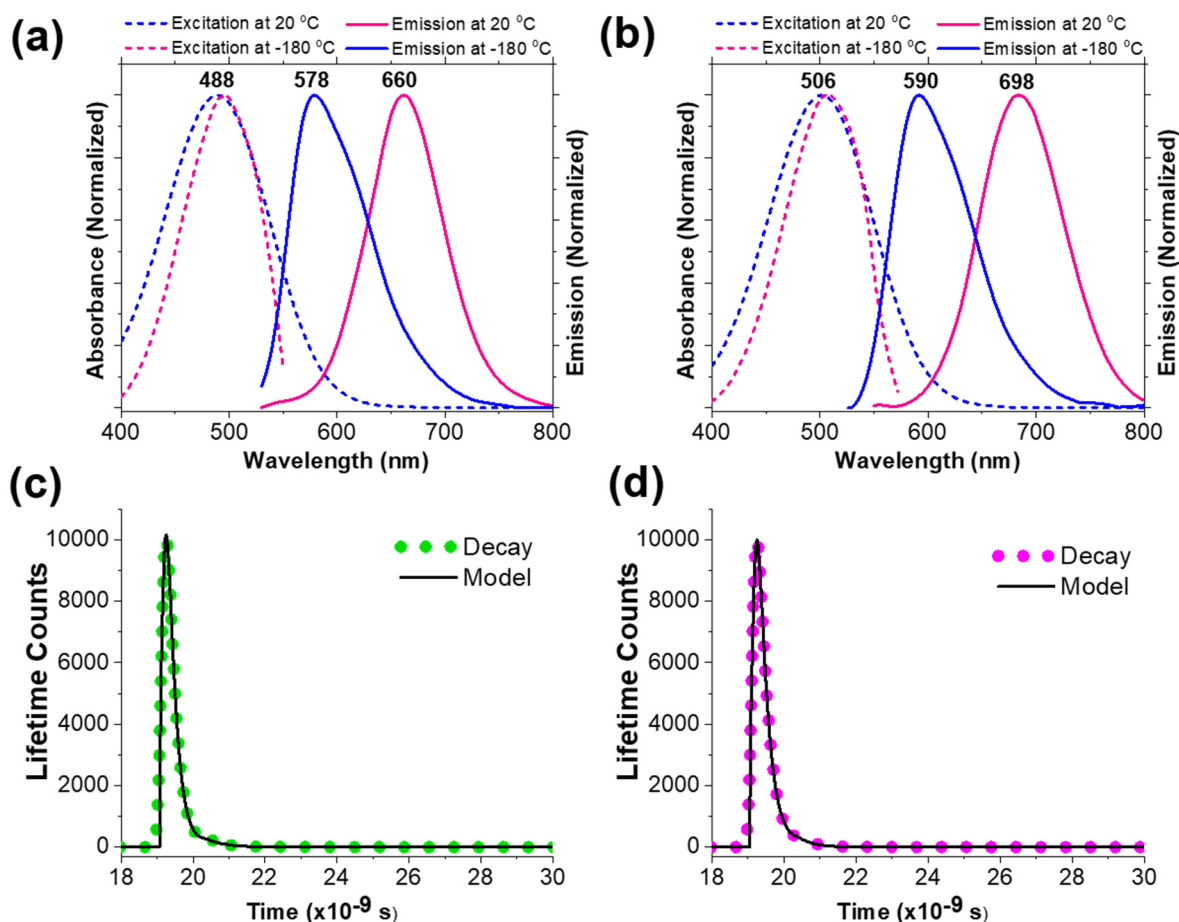 (a)
Excitation at 20 °C Emission at 20 °C
Excitation at -180 °C Emission at -180 °C
488 578 660
Absorbance (Normalized)
Emission (Normalized)
400 500 600 700 800
Wavelength (nm)
(b)
Excitation at 20 °C Emission at 20 °C
Excitation at -180 °C Emission at -180 °C
506 590 698
Absorbance (Normalized)
Emission (Normalized)
400 500 600 700 800
Wavelength (nm)
(c)
Lifetime Counts
10000
8000
6000
4000
2000
0
Decay
Model
18 20 22 24 26 28 30
Time (x10-9 s)
(d)
Lifetime Counts
10000
8000
6000
4000
2000
0
Decay
Model
18 20 22 24 26 28 30
Time (x10-9 s)